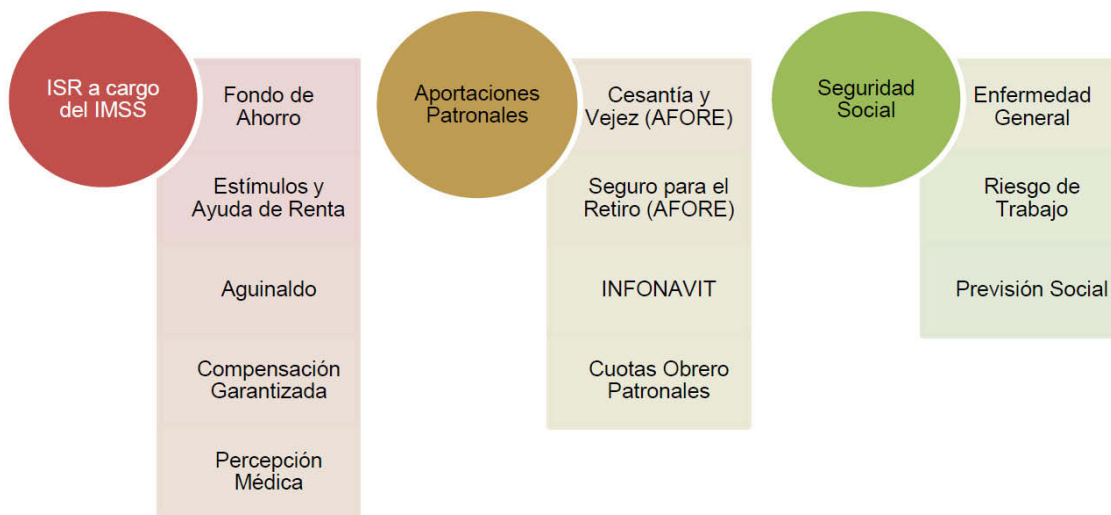 ISR a cargo
del IMSS
Fondo de
Ahorro
Estímulos y
Ayuda de Renta
Aguinaldo
Compensación
Garantizada
Percepción
Médica
Aportaciones
Patronales
Cesantía y
Vejez (AFORE)
Seguro para el
Retiro (AFORE)
INFONAVIT
Cuotas Obrero
Patronales
Seguridad
Social
Enfermedad
General
Riesgo de
Trabajo
Previsión Social